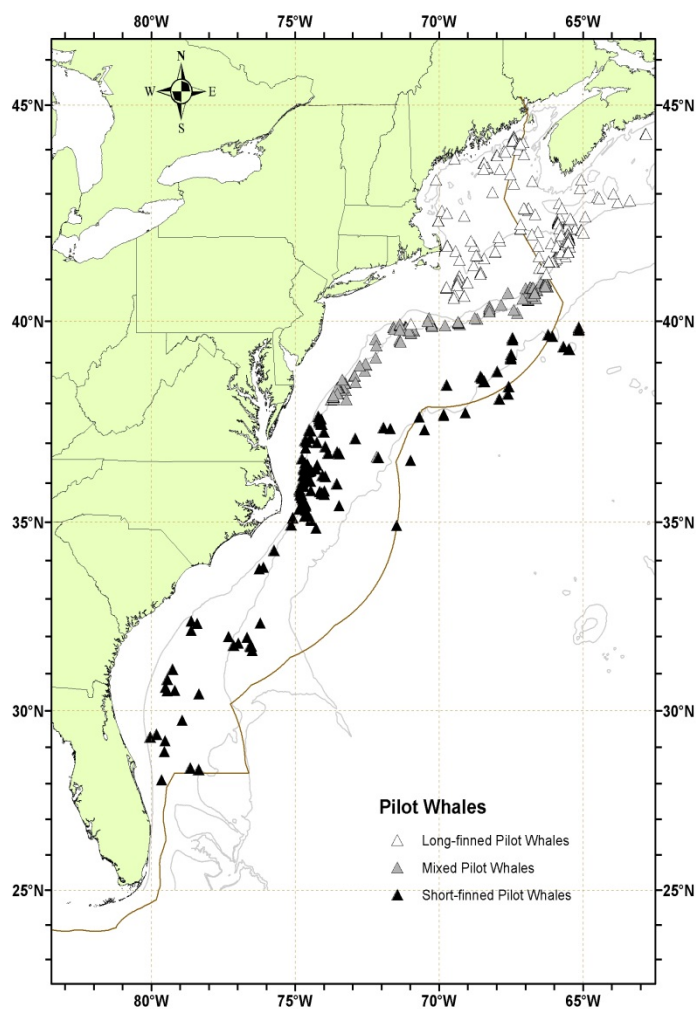 80°W 75°W 70°W 65°W
N
W E
S
45°N 45°N
40°N 40°N
35°N 35°N
30°N 30°N
Pilot Whales
Long-finned Pilot Whales
Mixed Pilot Whales
25°N Short-finned Pilot Whales 25°N
80°W 75°W 70°W 65°W